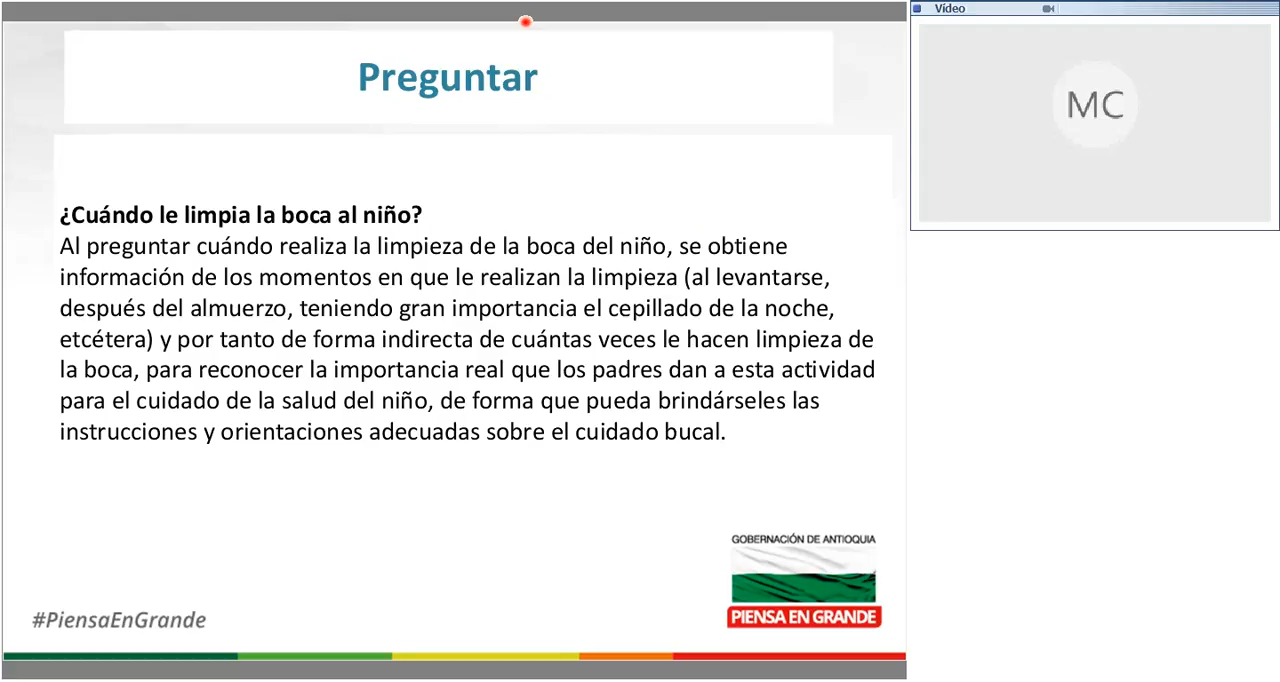 Preguntar
¿Cuándo le limpia la boca al niño?
Al preguntar cuándo realiza la limpieza de la boca del niño, se obtiene
información de los momentos en que le realizan la limpieza (al levantarse,
después del almuerzo, teniendo gran importancia el cepillado de la noche,
etcétera) y por tanto de forma indirecta de cuántas veces le hacen limpieza de
la boca, para reconocer la importancia real que los padres dan a esta actividad
para el cuidado de la salud del niño, de forma que pueda brindárseles las
instrucciones y orientaciones adecuadas sobre el cuidado bucal.
GOBERNACIÓN DE ANTIOQUIA
PIENSA EN GRANDE
#PiensaEnGrande
Vídeo
MC